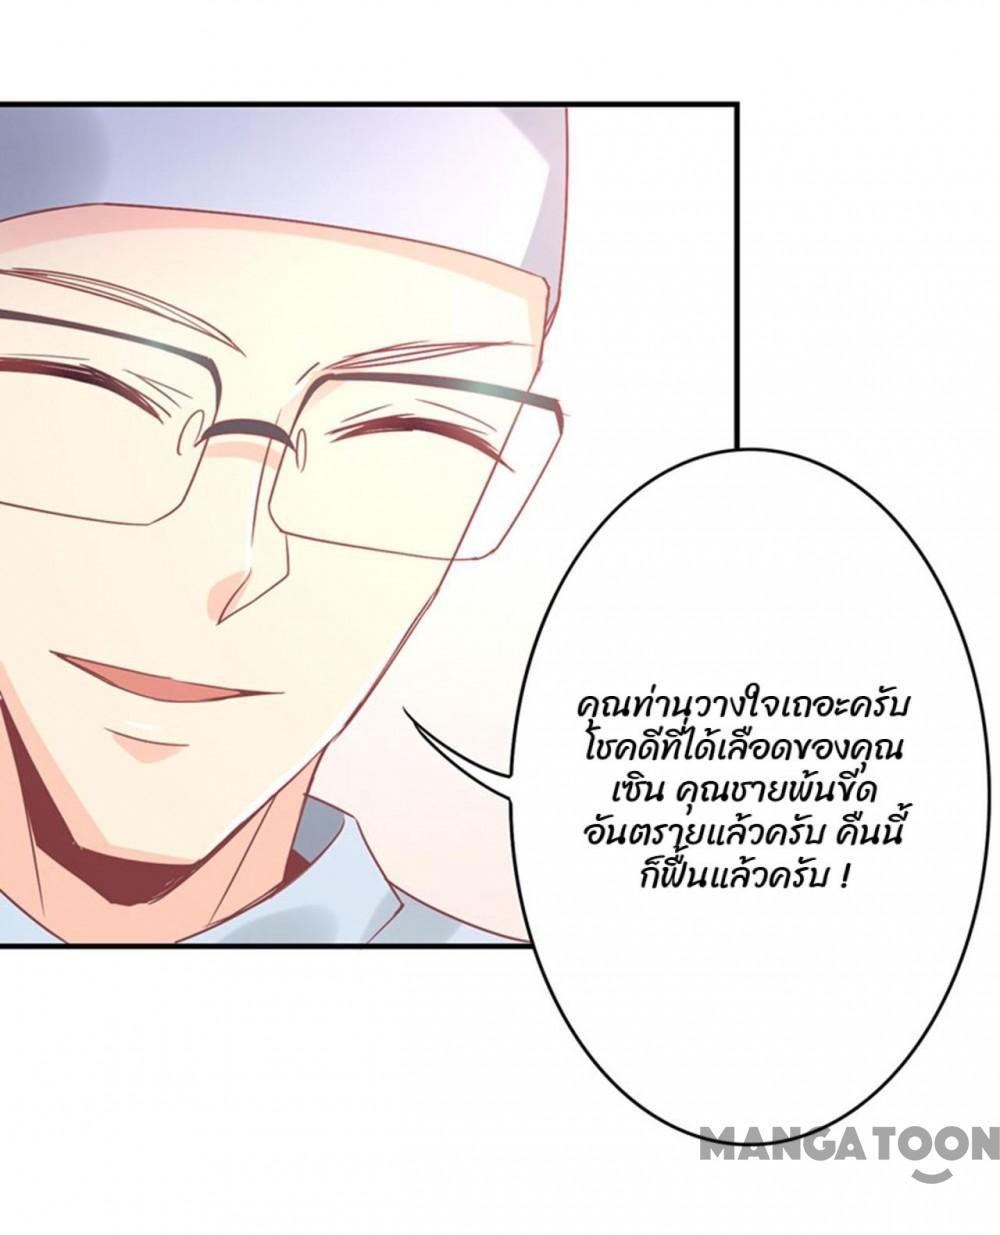 คุณท่านวางใจเถอะครับ
โชคดีที่ได้เลือดของคุณ
เซิน คุณชายพ้นขีด
อันตรายแล้วครับ คืนนี้
ก็ฟื้นแล้วครับ !
MANGATOON